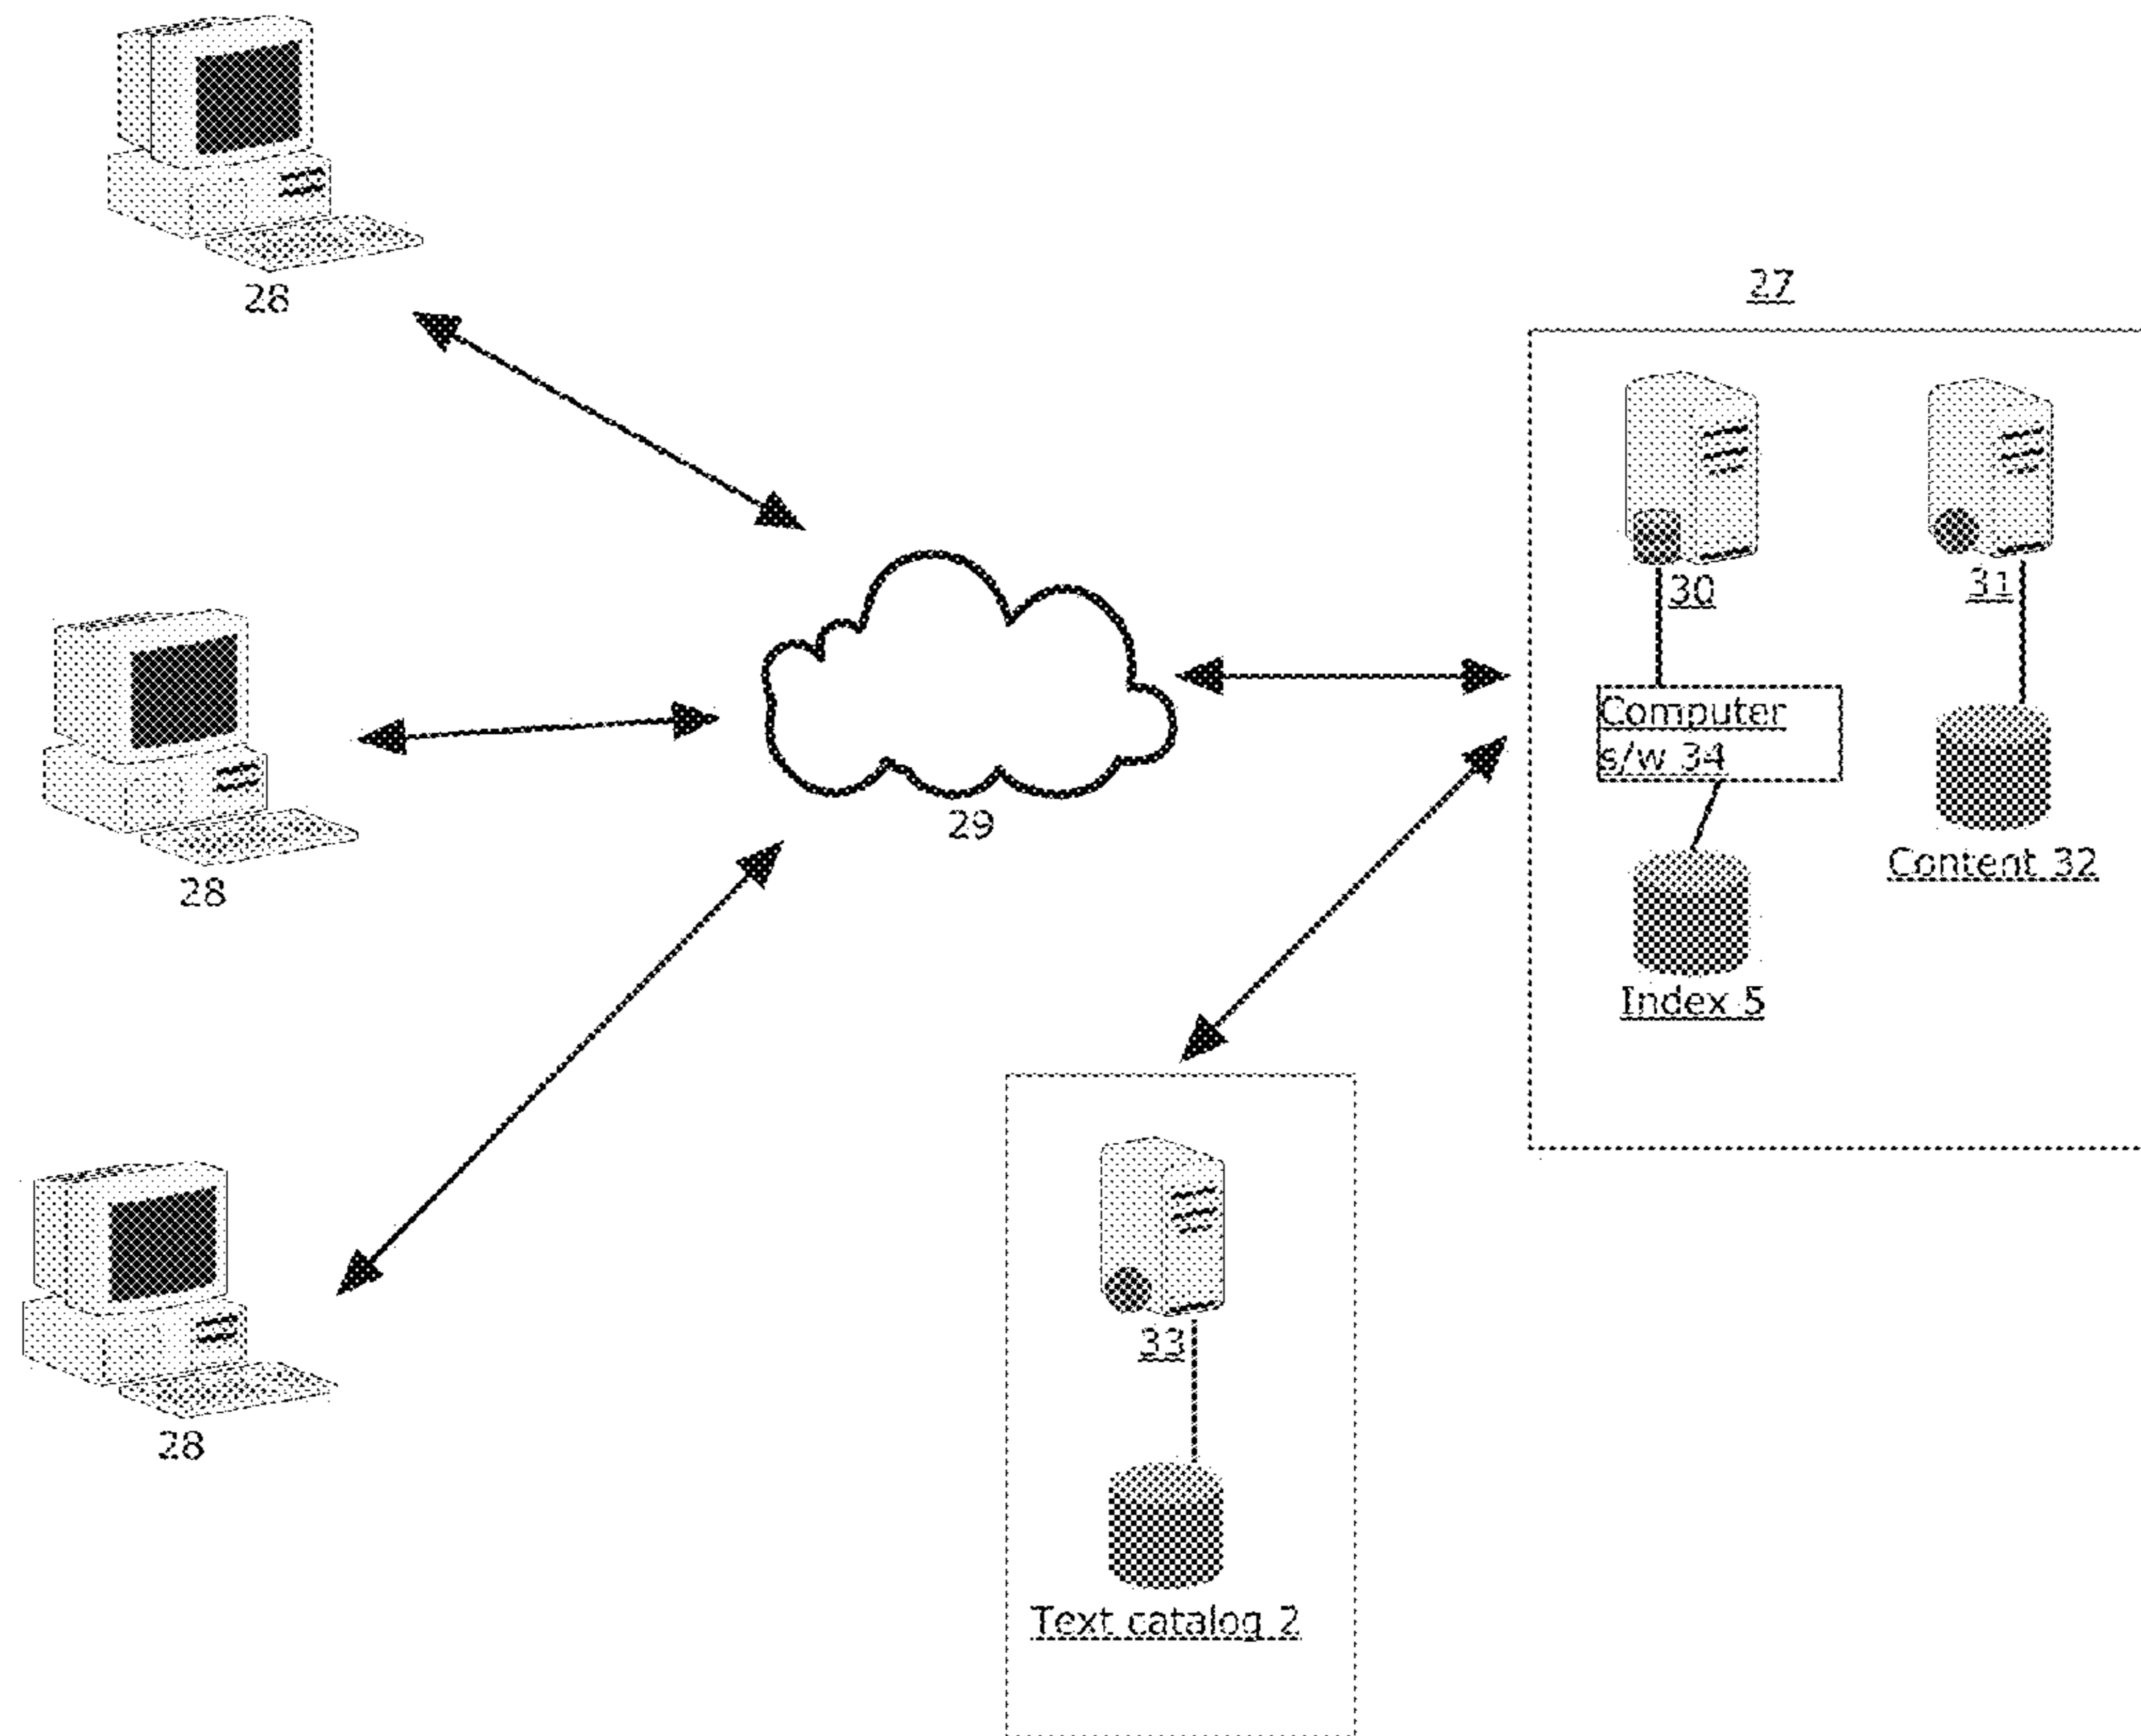 28
27
30
31
Computer
s/w 34
29
Content 32
28
Index 5
33
28
Text catalog 2